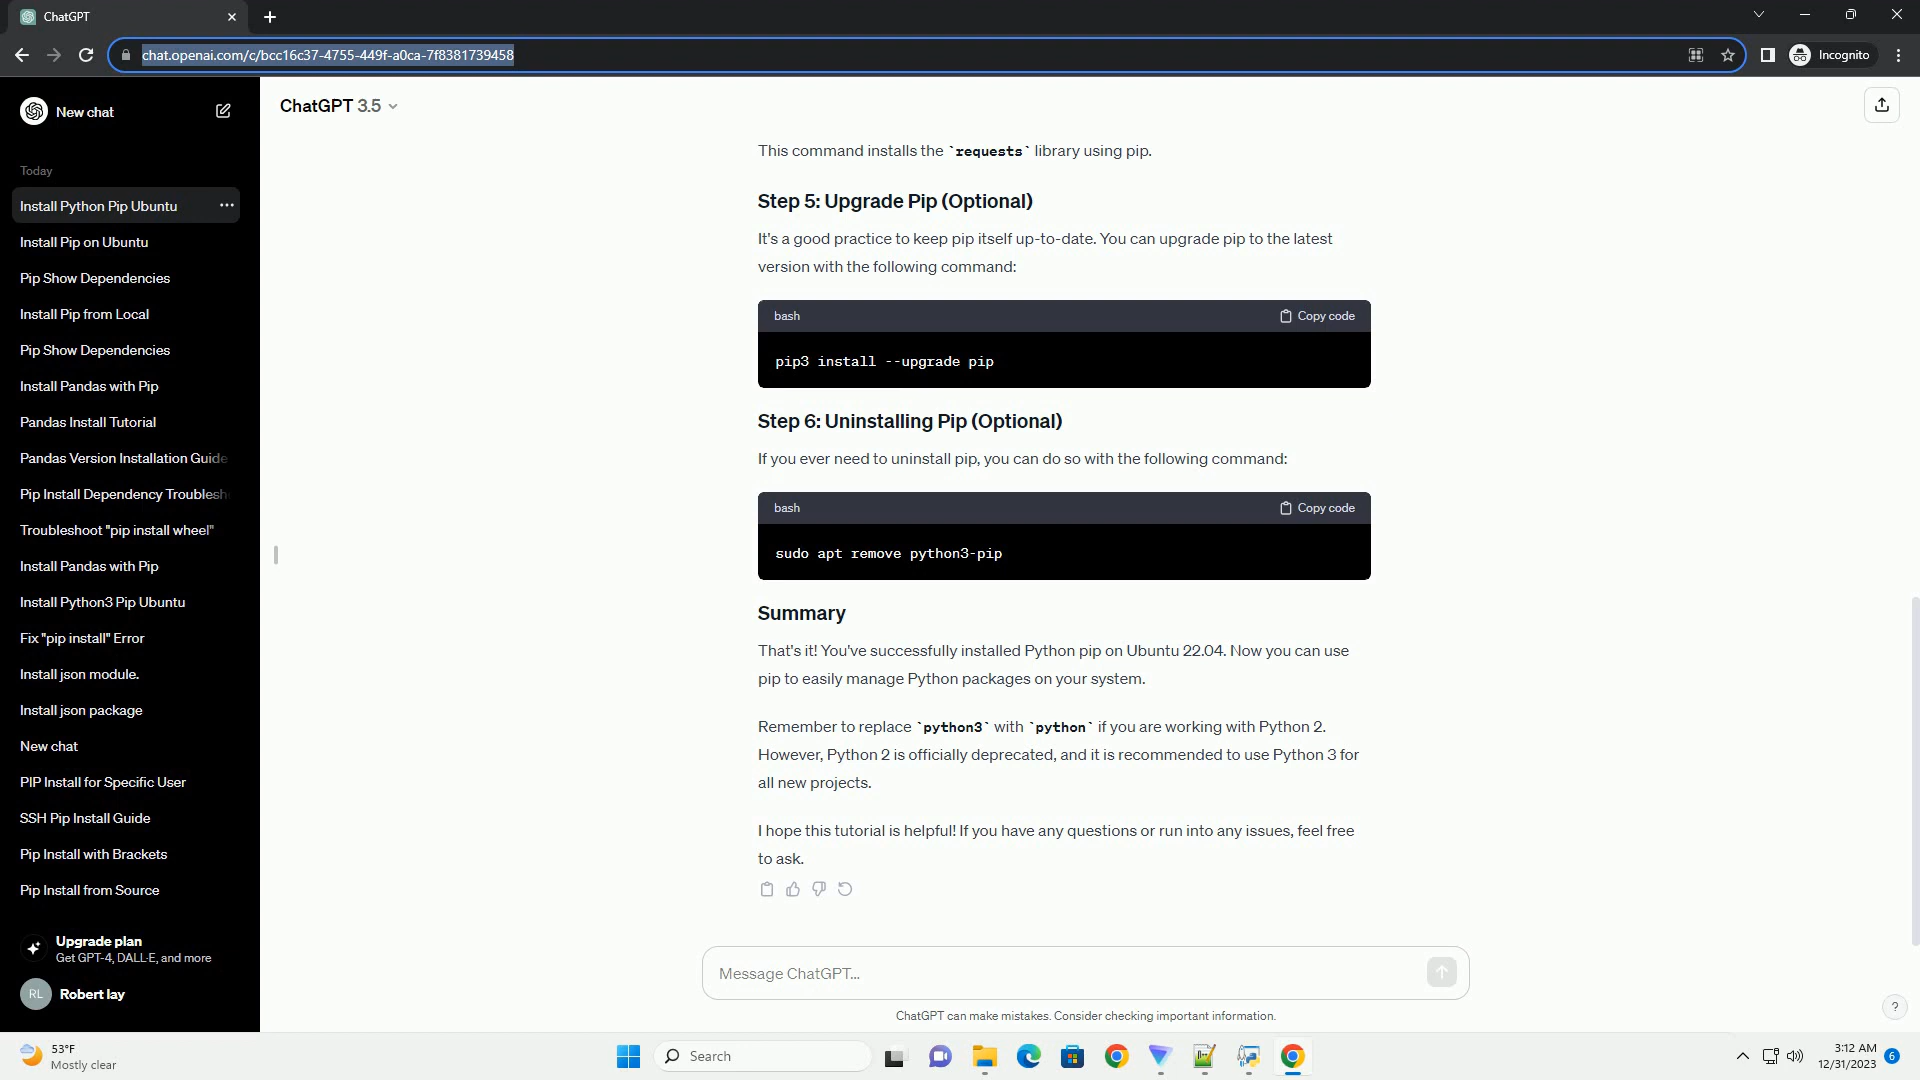 ChatGPT
chat.openai.com/c/bcc16c37-4755-449f-a0ca-7f8381739458
Incognito
New chat
Today
Install Python Pip Ubuntu
Install Pip on Ubuntu
Pip Show Dependencies
Install Pip from Local
Pip Show Dependencies
Install Pandas with Pip
Pandas Install Tutorial
Pandas Version Installation Guide
Pip Install Dependency Troublesh
Troubleshoot "pip install wheel"
Install Pandas with Pip
Install Python3 Pip Ubuntu
Fix "pip install" Error
Install json module.
Install json package
New chat
PIP Install for Specific User
SSH Pip Install Guide
Pip Install with Brackets
Pip Install from Source
Upgrade plan
Get GPT-4, DALL·E, and more
RL Robert lay
ChatGPT 3.5
This command installs the `requests` library using pip.
Step 5: Upgrade Pip (Optional)
It's a good practice to keep pip itself up-to-date. You can upgrade pip to the latest
version with the following command:
bash Copy code
pip3 install --upgrade pip
Step 6: Uninstalling Pip (Optional)
If you ever need to uninstall pip, you can do so with the following command:
bash Copy code
sudo apt remove python3-pip
Summary
That's it! You've successfully installed Python pip on Ubuntu 22.04. Now you can use
pip to easily manage Python packages on your system.
Remember to replace `python3` with `python` if you are working with Python 2.
However, Python 2 is officially deprecated, and it is recommended to use Python 3 for
all new projects.
I hope this tutorial is helpful! If you have any questions or run into any issues, feel free
to ask.
Message ChatGPT...
ChatGPT can make mistakes. Consider checking important information.
?
53°F
Mostly clear
Search
3:12 AM
12/31/2023
6